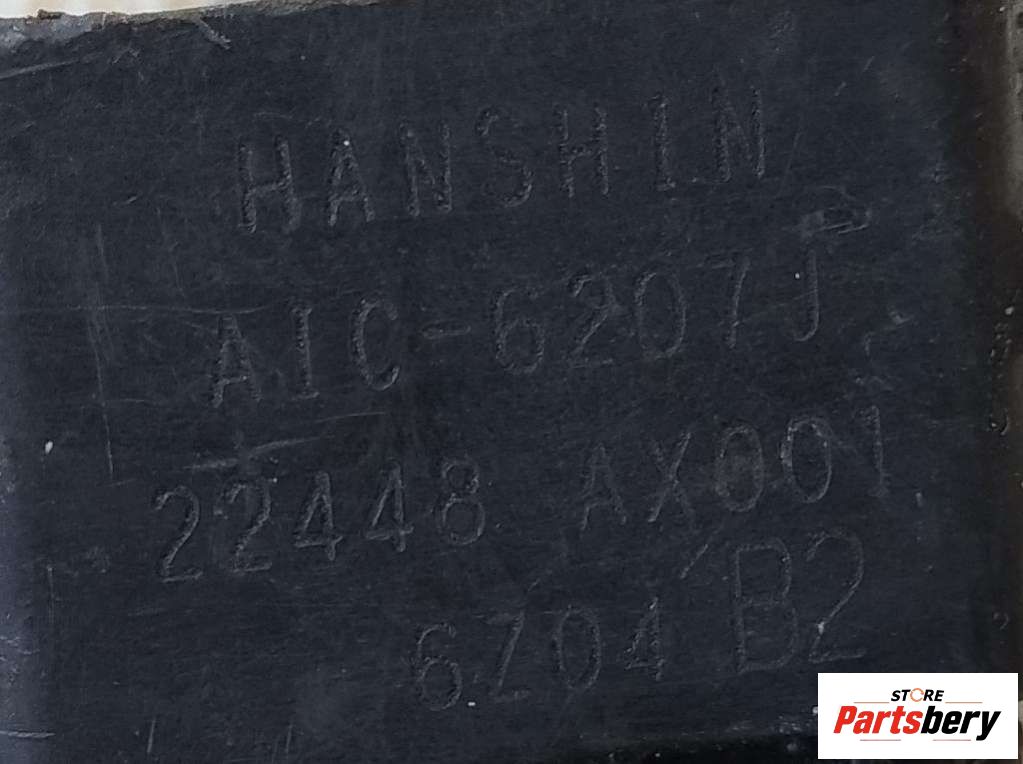 HANSHIN
AIC-6207J
22448 AX001
6Z04 B2
STORE
Partsbery